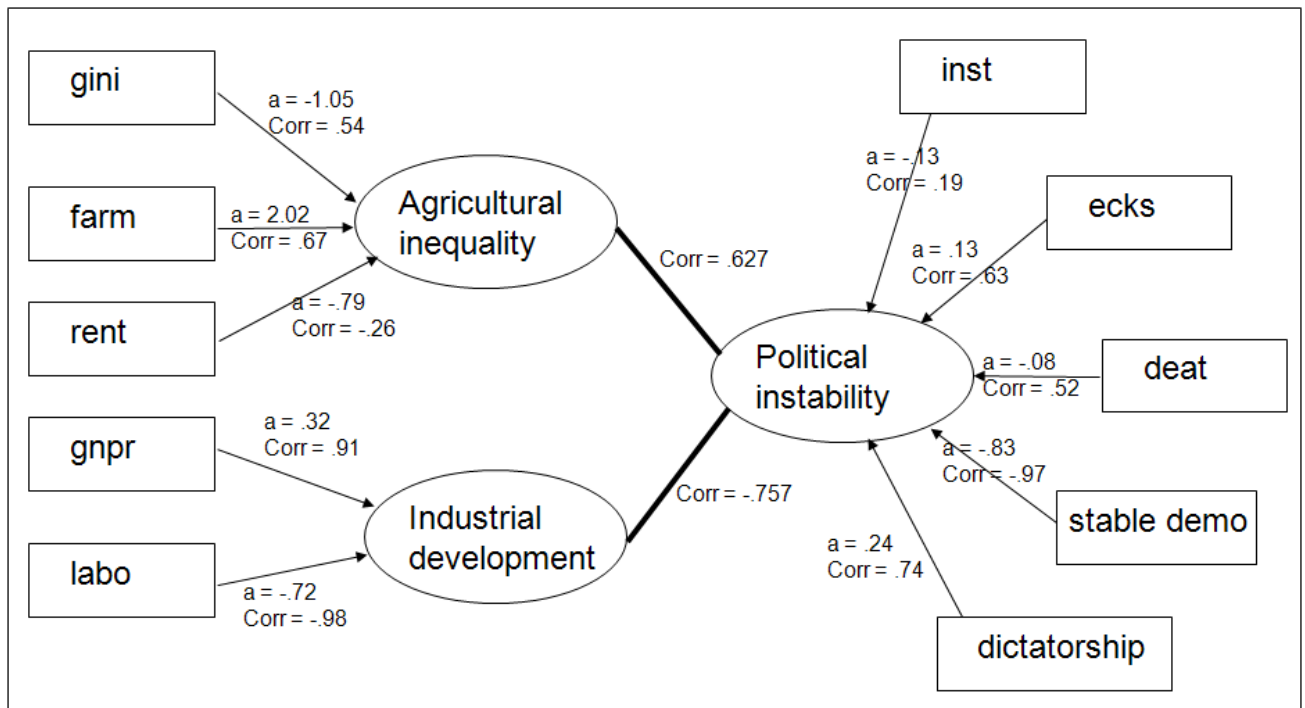 gini
a = -1.05
Corr = .54
farm
a = 2.02
Corr = .67
rent
a = -.79
Corr = -.26
gnpr
a = .32
Corr = .91
labo
a = -.72
Corr = -.98
Agricultural
inequality
Industrial
development
Corr = .627
Corr = -.757
Political
instability
inst
a = -.13
Corr = .19
ecks
a = .13
Corr = .63
deat
a = -.08
Corr = .52
stable demo
a = -.83
Corr = -.97
dictatorship
a = .24
Corr = .74